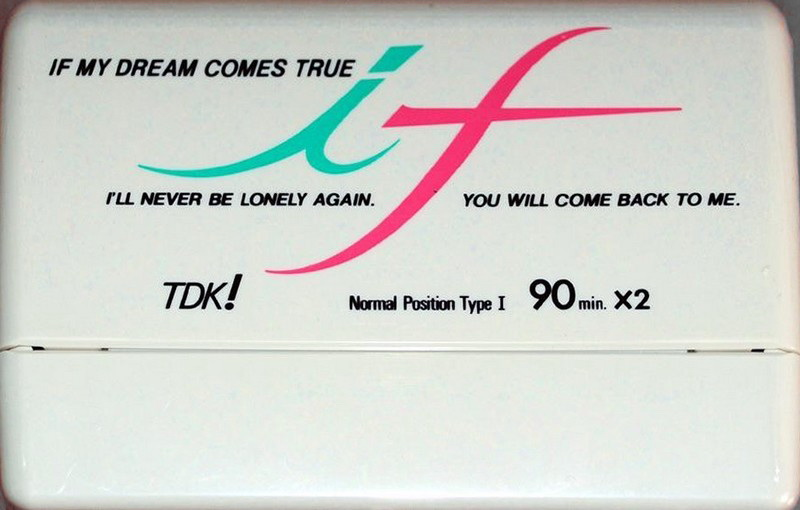 IF MY DREAM COMES TRUE
if
I'LL NEVER BE LONELY AGAIN. YOU WILL COME BACK TO ME.
TDK! Normal Position Type I 90 min. X2